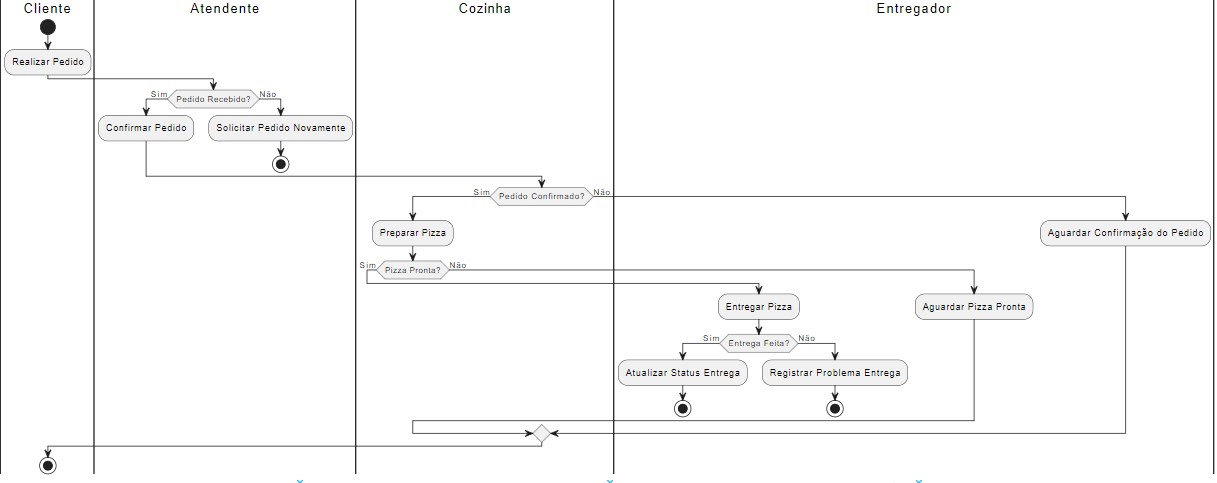 Cliente
Atendente
Cozinha
Entregador
Realizar Pedido
Sim
Pedido Recebido?
Não
Confirmar Pedido
Solicitar Pedido Novamente
Sim
Pedido Confirmado?
Não
Preparar Pizza
Aguardar Confirmação do Pedido
Sim
Pizza Pronta?
Não
Entregar Pizza
Aguardar Pizza Pronta
Sim
Entrega Feita?
Não
Atualizar Status Entrega
Registrar Problema Entrega